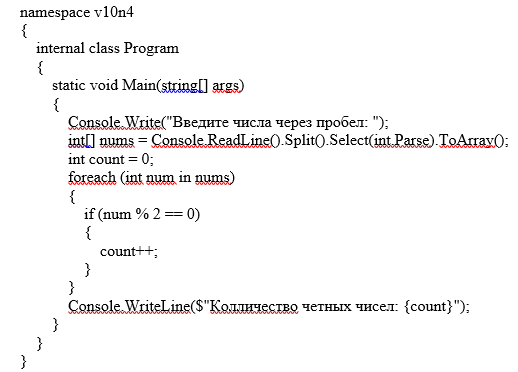 namespace v10n4
{
internal class Program
{
static void Main(string[] args)
{
Console.Write("Введите числа через пробел: ");
int[] nums = Console.ReadLine().Split().Select(int.Parse).ToArray();
int count = 0;
foreach (int num in nums)
{
if (num % 2 == 0)
{
count++;
}
}
Console.WriteLine($"Колличество четных чисел: {count}");
}
}
}